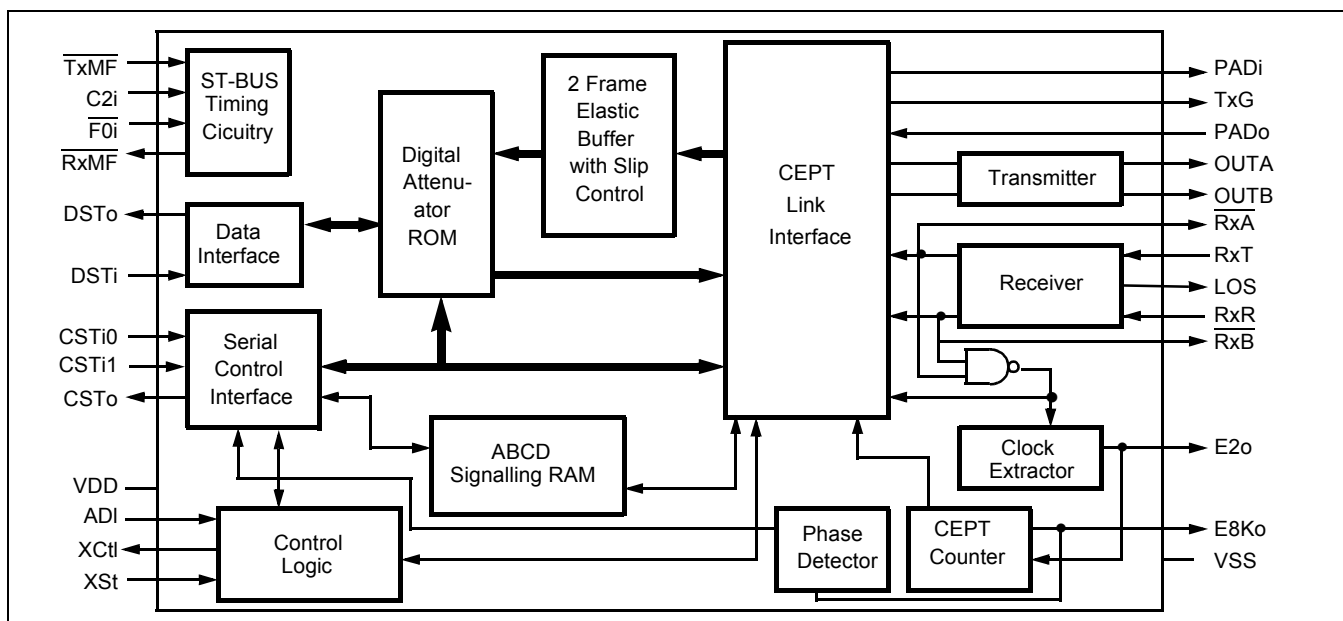 TxMF
C2i
F0i
RxMF
DSTo
DSTi
CSTi0
CSTi1
CSTo
VDD
ADI
XCtl
XSt
ST-BUS
Timing
Cicuitry
Data
Interface
Serial
Control
Interface
Control
Logic
Digital
Attenu-
ator
ROM
2 Frame
Elastic
Buffer
with Slip
Control
ABCD
Signalling RAM
CEPT
Link
Interface
Phase
Detector
CEPT
Counter
Transmitter
Receiver
Clock
Extractor
PADi
TxG
PADo
OUTA
OUTB
RxA
RxT
LOS
RxR
RxB
E2o
E8Ko
VSS